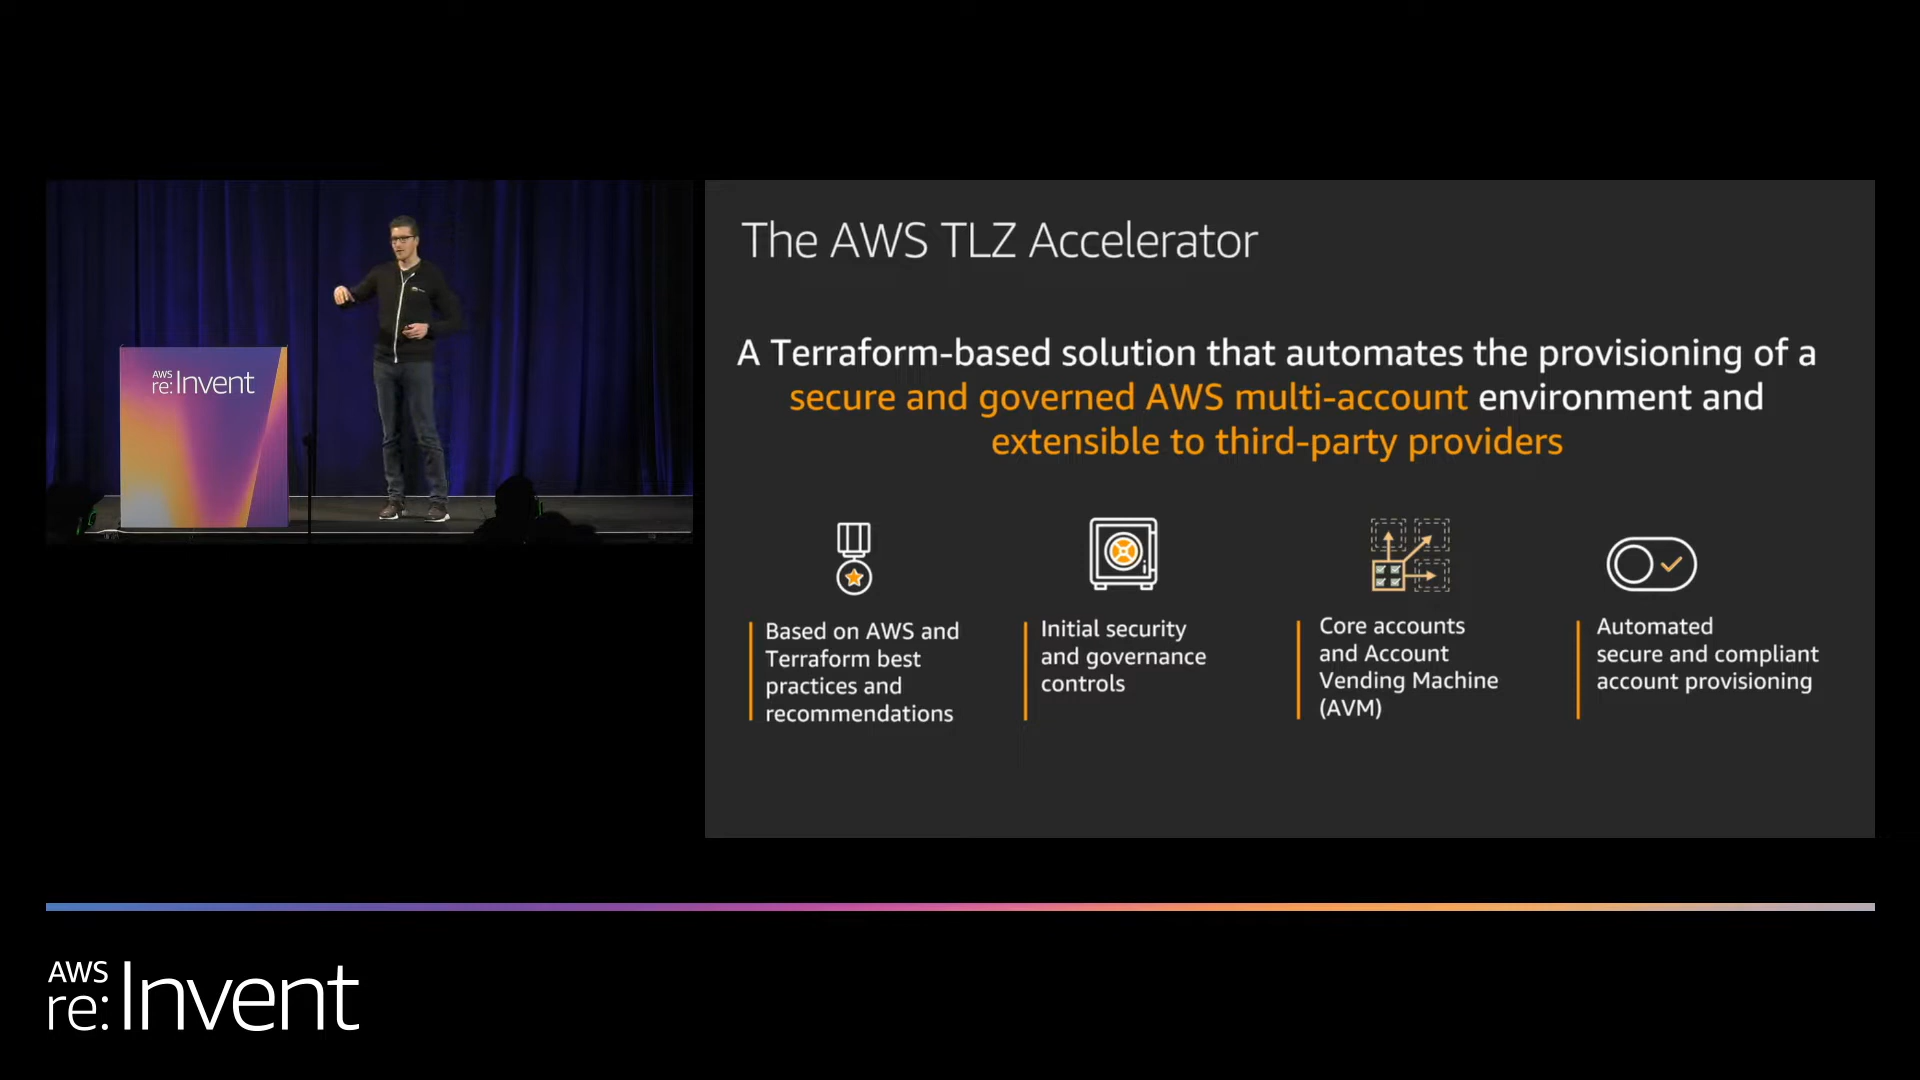 AWS
re:Invent
The AWS TLZ Accelerator
A Terraform-based solution that automates the provisioning of a
secure and governed AWS multi-account environment and
extensible to third-party providers
Based on AWS and
Terraform best
practices and
recommendations
Initial security
and governance
controls
Core accounts
and Account
Vending Machine
(AVM)
Automated
secure and compliant
account provisioning
AWS
re:Invent